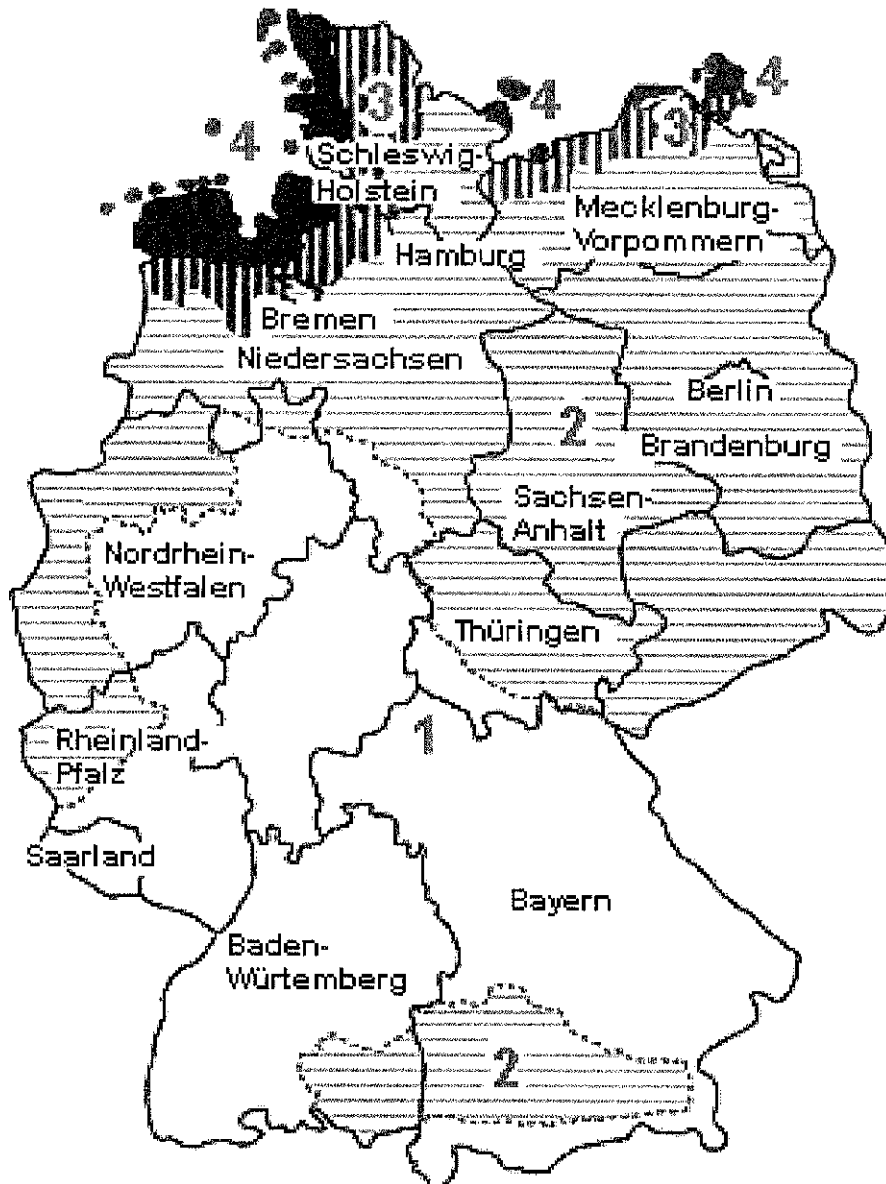 4
3
4
4
3
Schleswig-
Holstein
Mecklenburg-
Vorpommern
Hamburg
Bremen
Niedersachsen
Berlin
2
Brandenburg
Sachsen-
Anhalt
Nordrhein-
Westfalen
Thüringen
1
Rheinland-
Pfalz
Saarland
Bayern
Baden-
Würtemberg
2